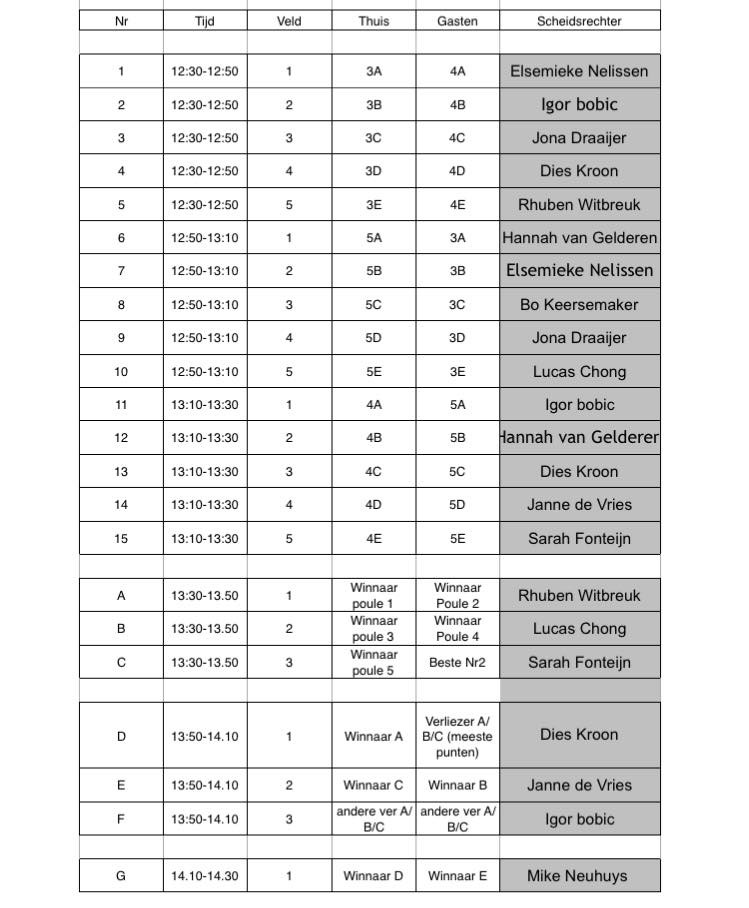 Nr Tijd Veld Thuis Gasten Scheidsrechter
1 12:30-12:50 1 3A 4A Elsemieke Nelissen
2 12:30-12:50 2 3B 4B Igor bobic
3 12:30-12:50 3 3C 4C Jona Draaijer
4 12:30-12:50 4 3D 4D Dies Kroon
5 12:30-12:50 5 3E 4E Rhuben Witbreuk
6 12:50-13:10 1 5A 3A Hannah van Gelderen
7 12:50-13:10 2 5B 3B Elsemieke Nelissen
8 12:50-13:10 3 5C 3C Bo Keersemaker
9 12:50-13:10 4 5D 3D Jona Draaijer
10 12:50-13:10 5 5E 3E Lucas Chong
11 13:10-13:30 1 4A 5A Igor bobic
12 13:10-13:30 2 4B 5B Hannah van Gelderen
13 13:10-13:30 3 4C 5C Dies Kroon
14 13:10-13:30 4 4D 5D Janne de Vries
15 13:10-13:30 5 4E 5E Sarah Fonteijn
A 13:30-13.50 1 Winnaar poule 1 Winnaar Poule 2 Rhuben Witbreuk
B 13:30-13.50 2 Winnaar poule 3 Winnaar Poule 4 Lucas Chong
C 13:30-13.50 3 Winnaar poule 5 Beste Nr2 Sarah Fonteijn
D 13:50-14.10 1 Winnaar A Verliezer A/ B/C (meeste punten) Dies Kroon
E 13:50-14.10 2 Winnaar C Winnaar B Janne de Vries
F 13:50-14.10 3 andere ver A/ B/C andere ver A/ B/C Igor bobic
G 14.10-14.30 1 Winnaar D Winnaar E Mike Neuhuys